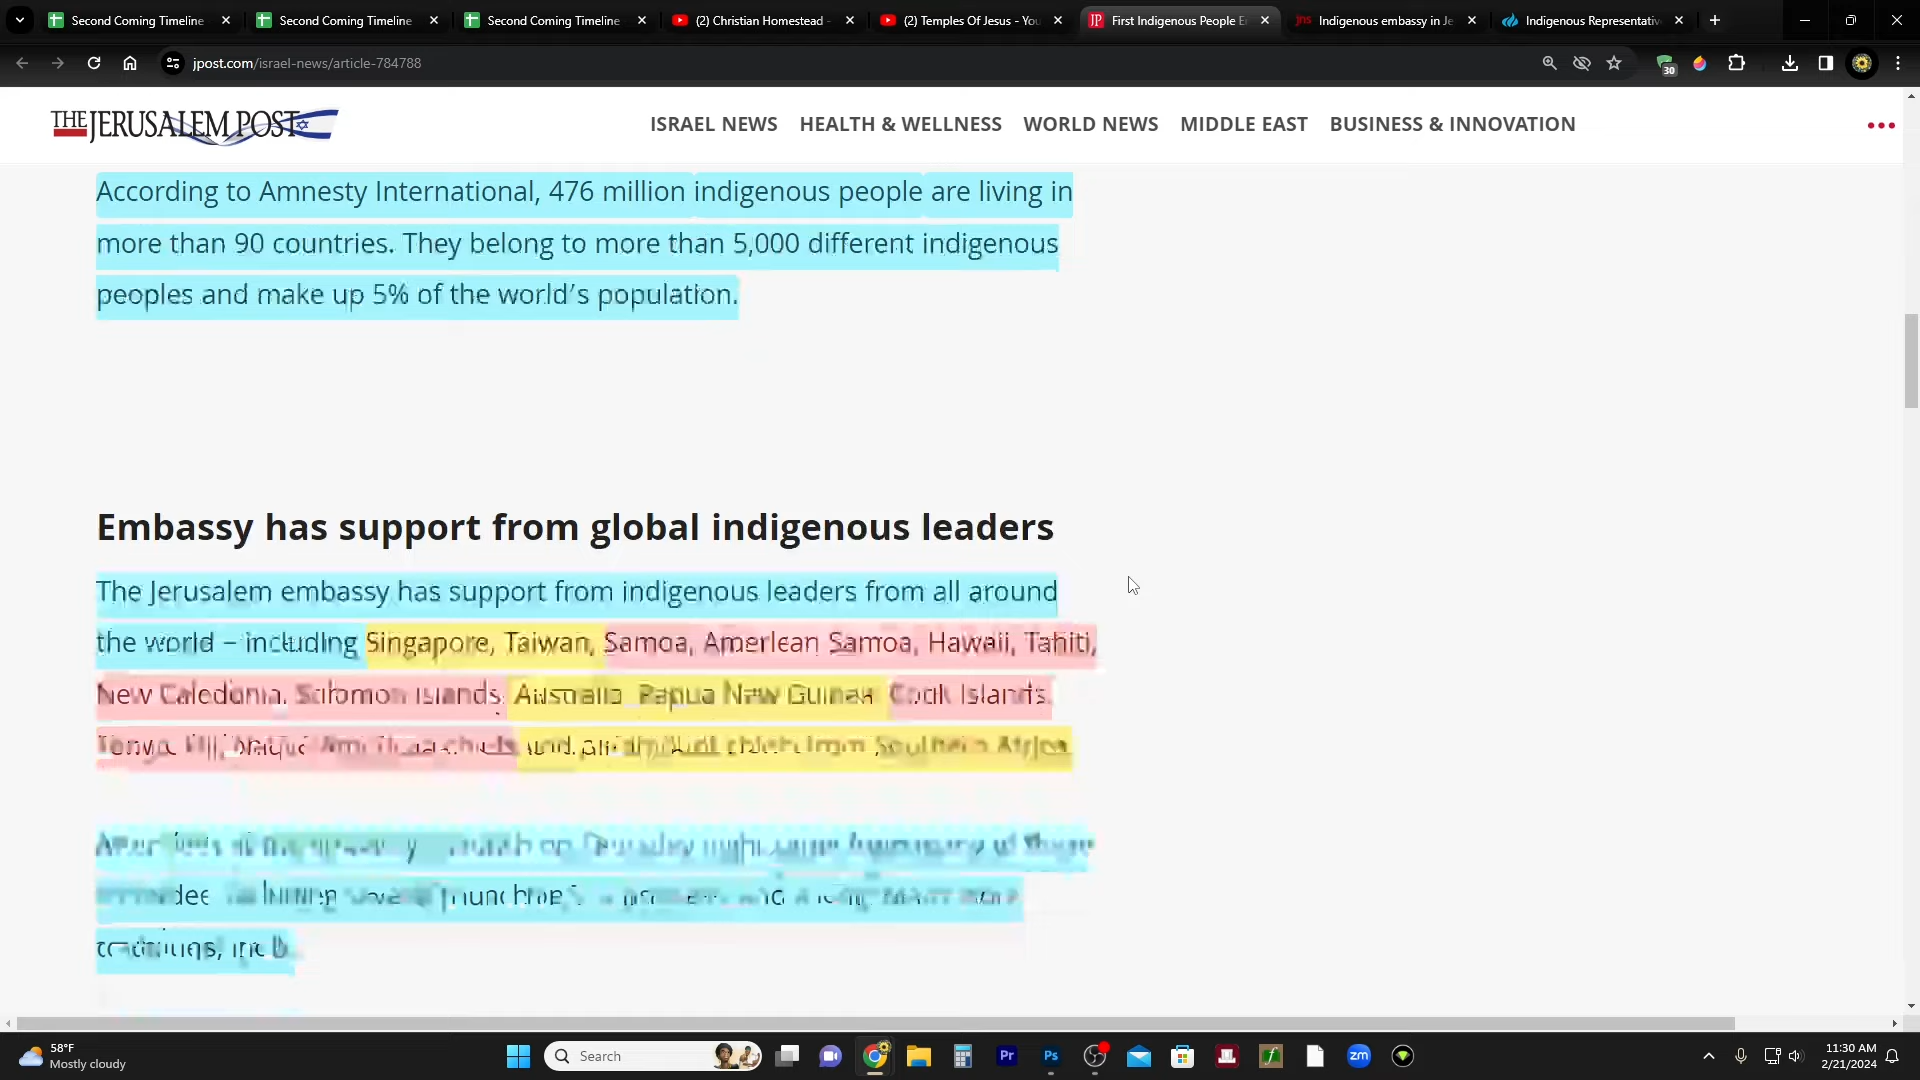 Second Coming Timeline
Second Coming Timeline
Second Coming Timeline
(2) Christian Homestead -
(2) Temples Of Jesus - You
First Indigenous People E
Indigenous embassy in Je
Indigenous Representativ
jpost.com/israel-news/article-784788
30
THE JERUSALEM POST
ISRAEL NEWS HEALTH & WELLNESS WORLD NEWS MIDDLE EAST BUSINESS & INNOVATION
According to Amnesty International, 476 million indigenous people are living in
more than 90 countries. They belong to more than 5,000 different indigenous
peoples and make up 5% of the world's population.
Embassy has support from global indigenous leaders
The Jerusalem embassy has support from indigenous leaders from all around
the world – including Singapore, Taiwan, Samoa, American Samoa, Hawaii, Tahiti,
New Caledonia, Solomon Islands, Australia, Papua New Guinea, Cook Islands,
Southern Africa.
58°F
Mostly cloudy
Search
11:30 AM
2/21/2024